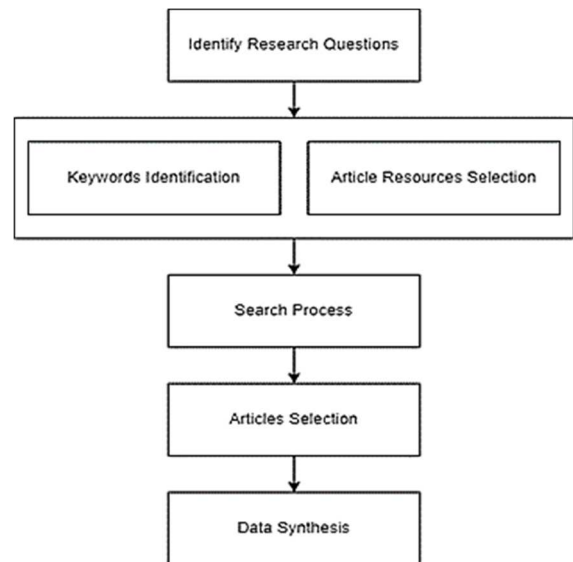 Identify Research Questions
Keywords Identification
Article Resources Selection
Search Process
Articles Selection
Data Synthesis